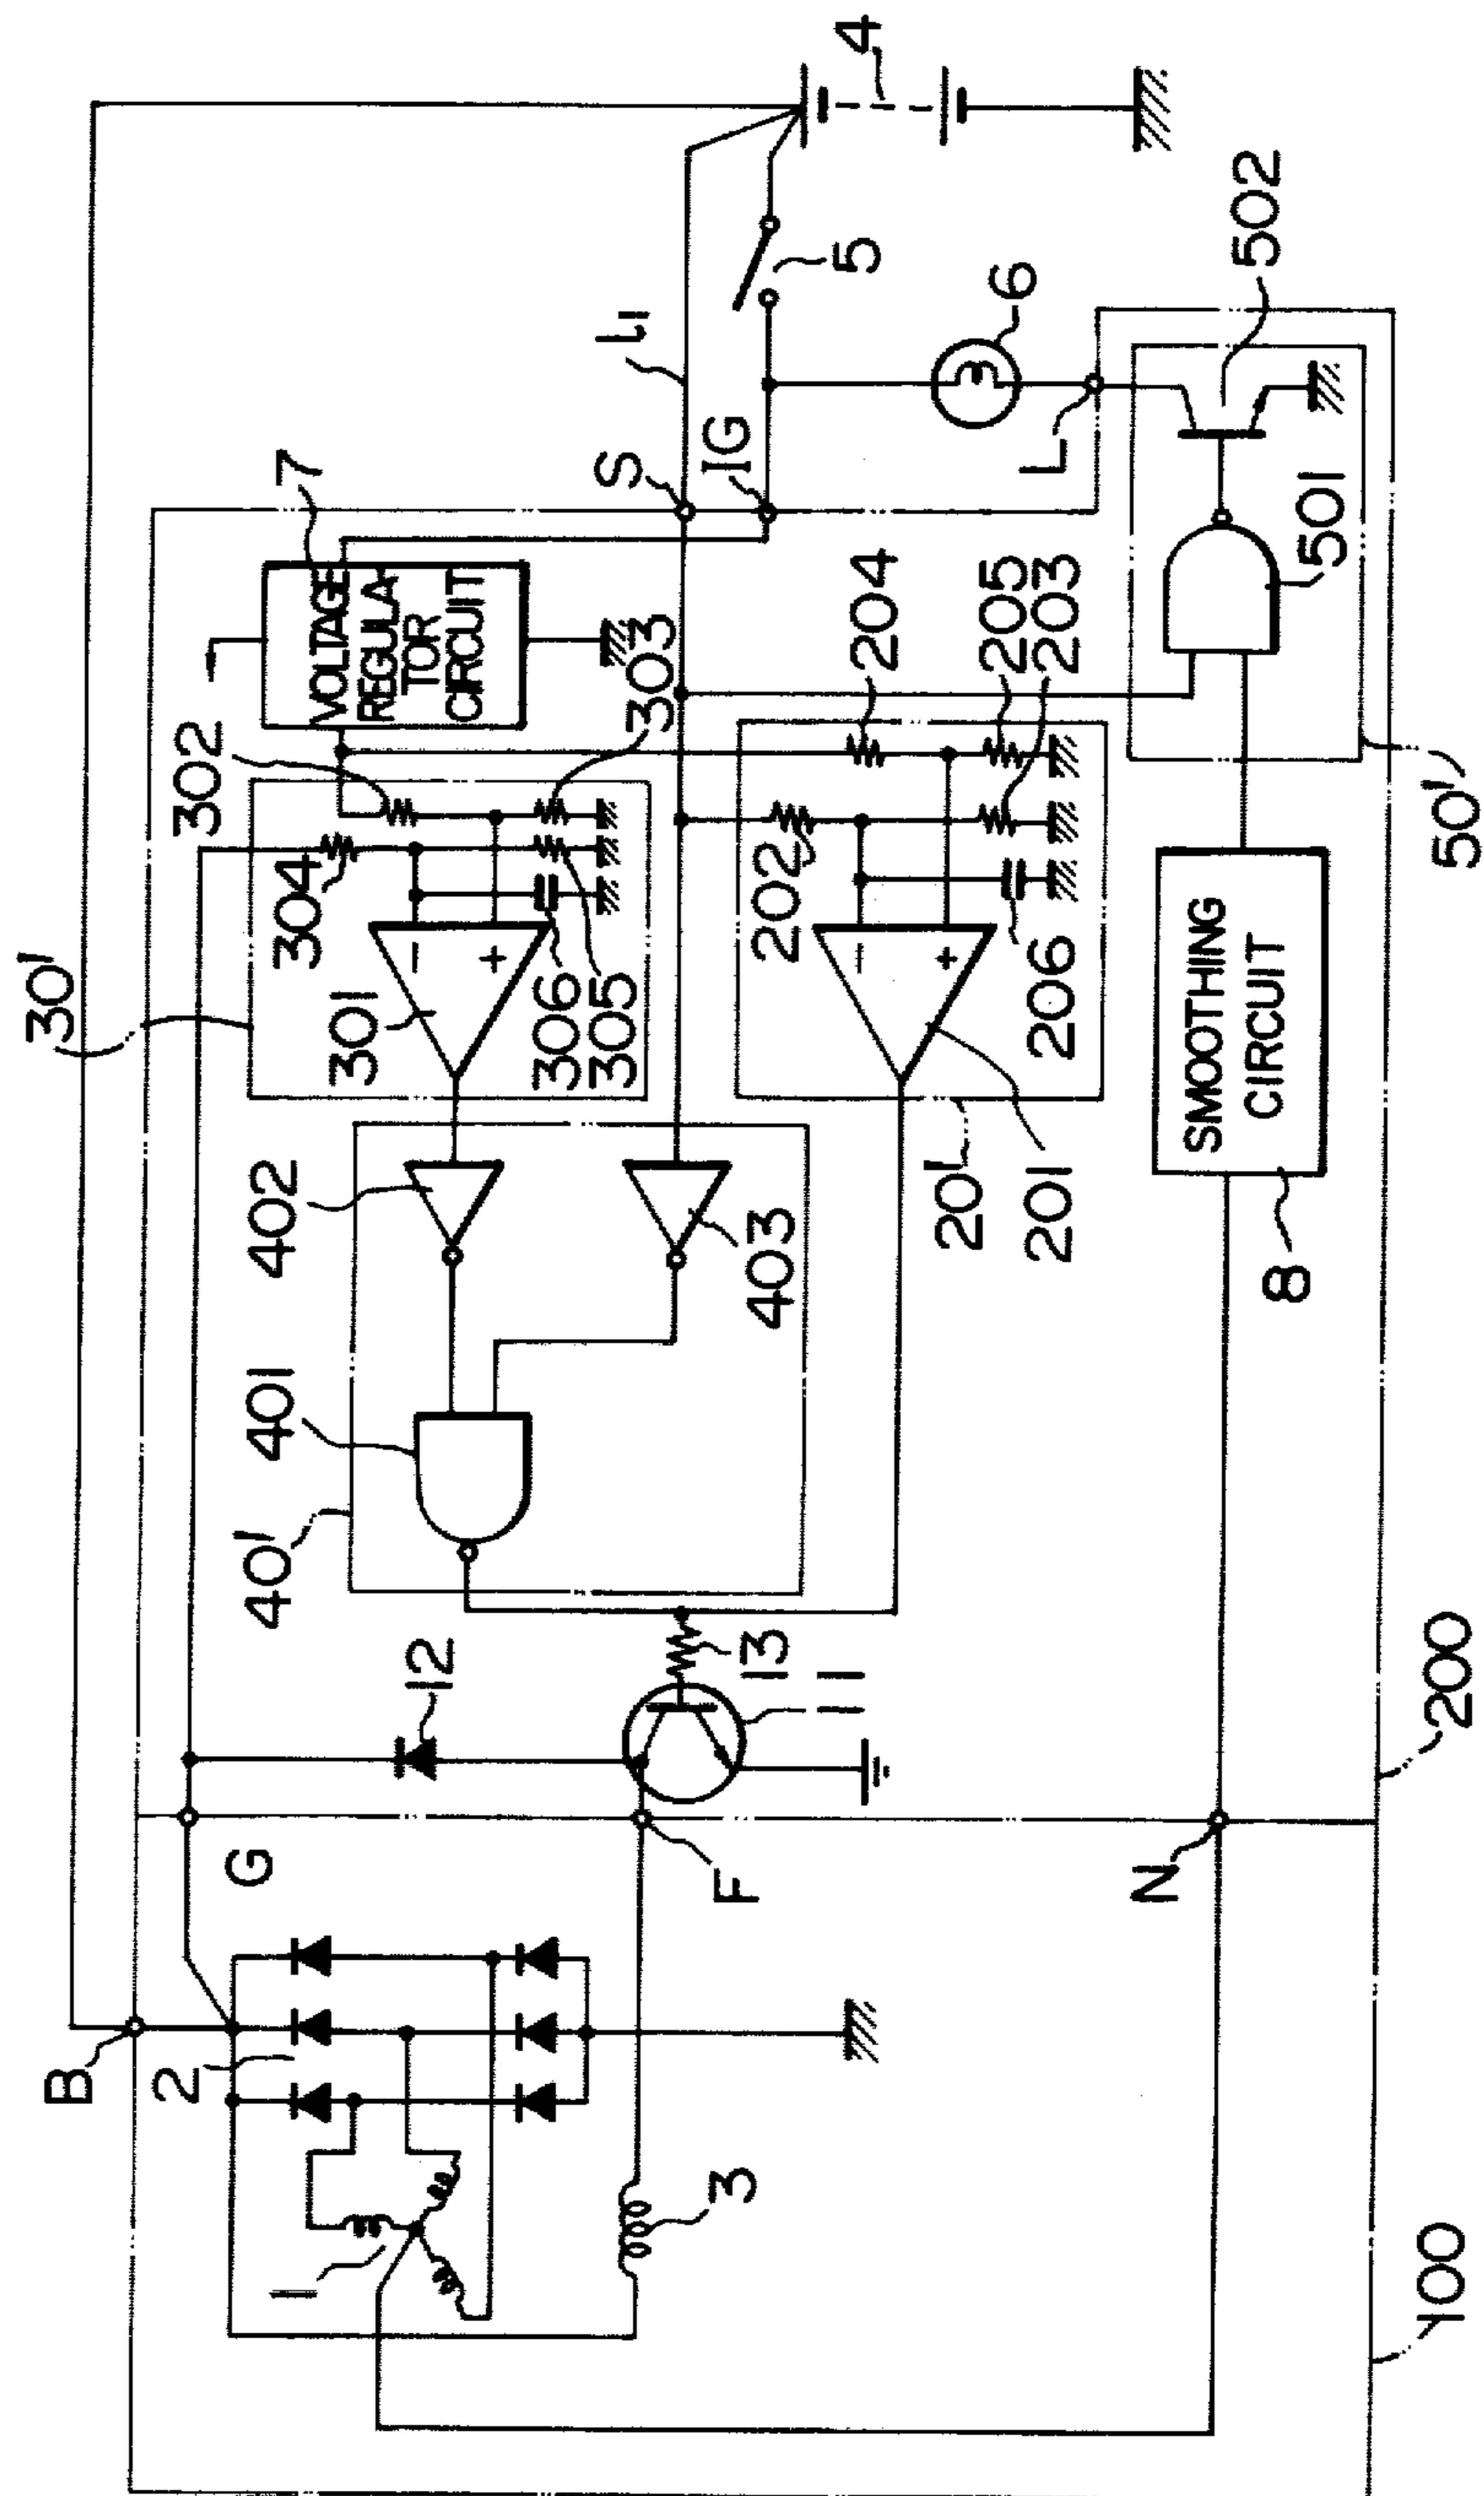 30'
B
2
1
3
G
F
N
100
200
12
11
13
40'
401
402
403
301
304
302
303
306
305
7
VOLTAGE
REGULA-
TOR
CIRCUIT
S
IG
L1
4
5
6
L
502
501
50'
204
205
203
202
206
201
20'
SMOOTHING
CIRCUIT
8
−
+
−
+